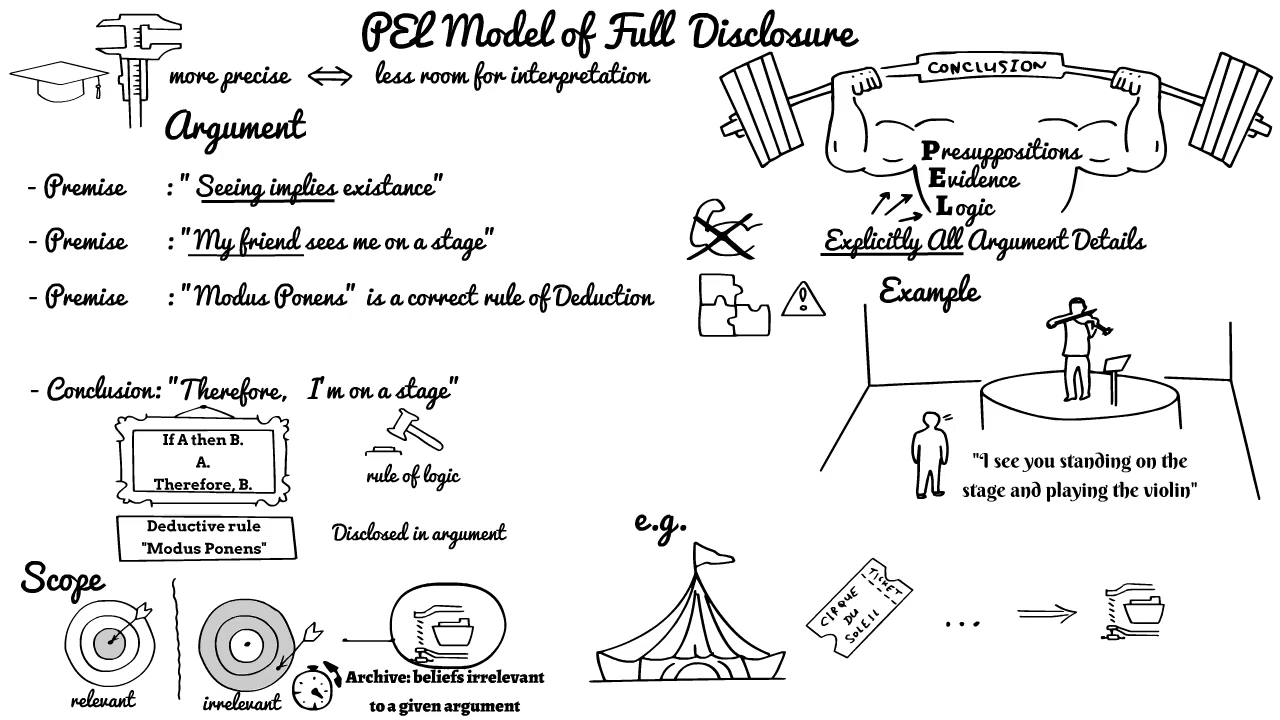 PEL Model of Full Disclosure
more precise
less room for interpretation
CONCLUSION
Argument
Presuppositions
Evidence
Logic
Explicitly All Argument Details
- Premise : "Seeing implies existance"
- Premise : "My friend sees me on a stage"
- Premise : "Modus Ponens" is a correct rule of Deduction
- Conclusion: "Therefore, I'm on a stage"
If A then B.
A.
Therefore, B.
Deductive rule
"Modus Ponens"
rule of logic
Disclosed in argument
Example
"I see you standing on the
stage and playing the violin"
Scope
relevant
irrelevant
Archive: beliefs irrelevant
to a given argument
e.g.
CIRQUE
DU
SOLEIL
TICKET
...